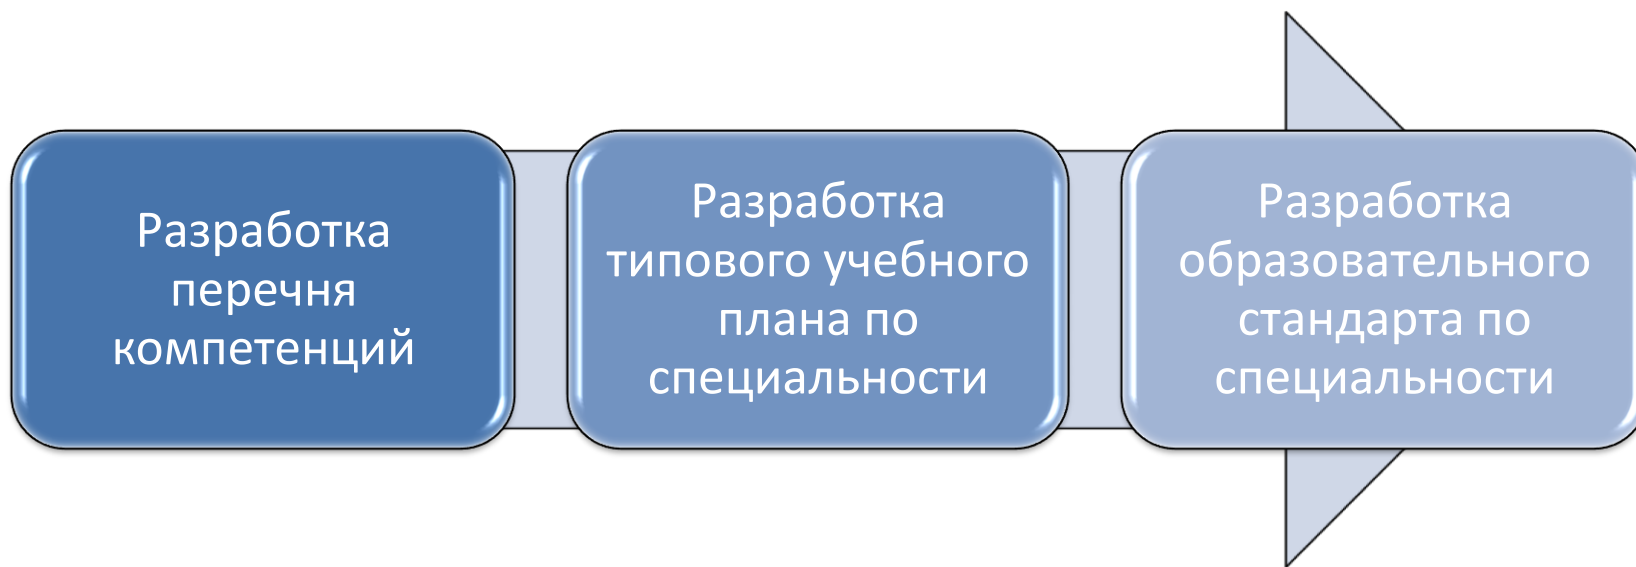 Разработка
перечня
компетенций
Разработка
типового учебного
плана по
специальности
Разработка
образовательного
стандарта по
специальности